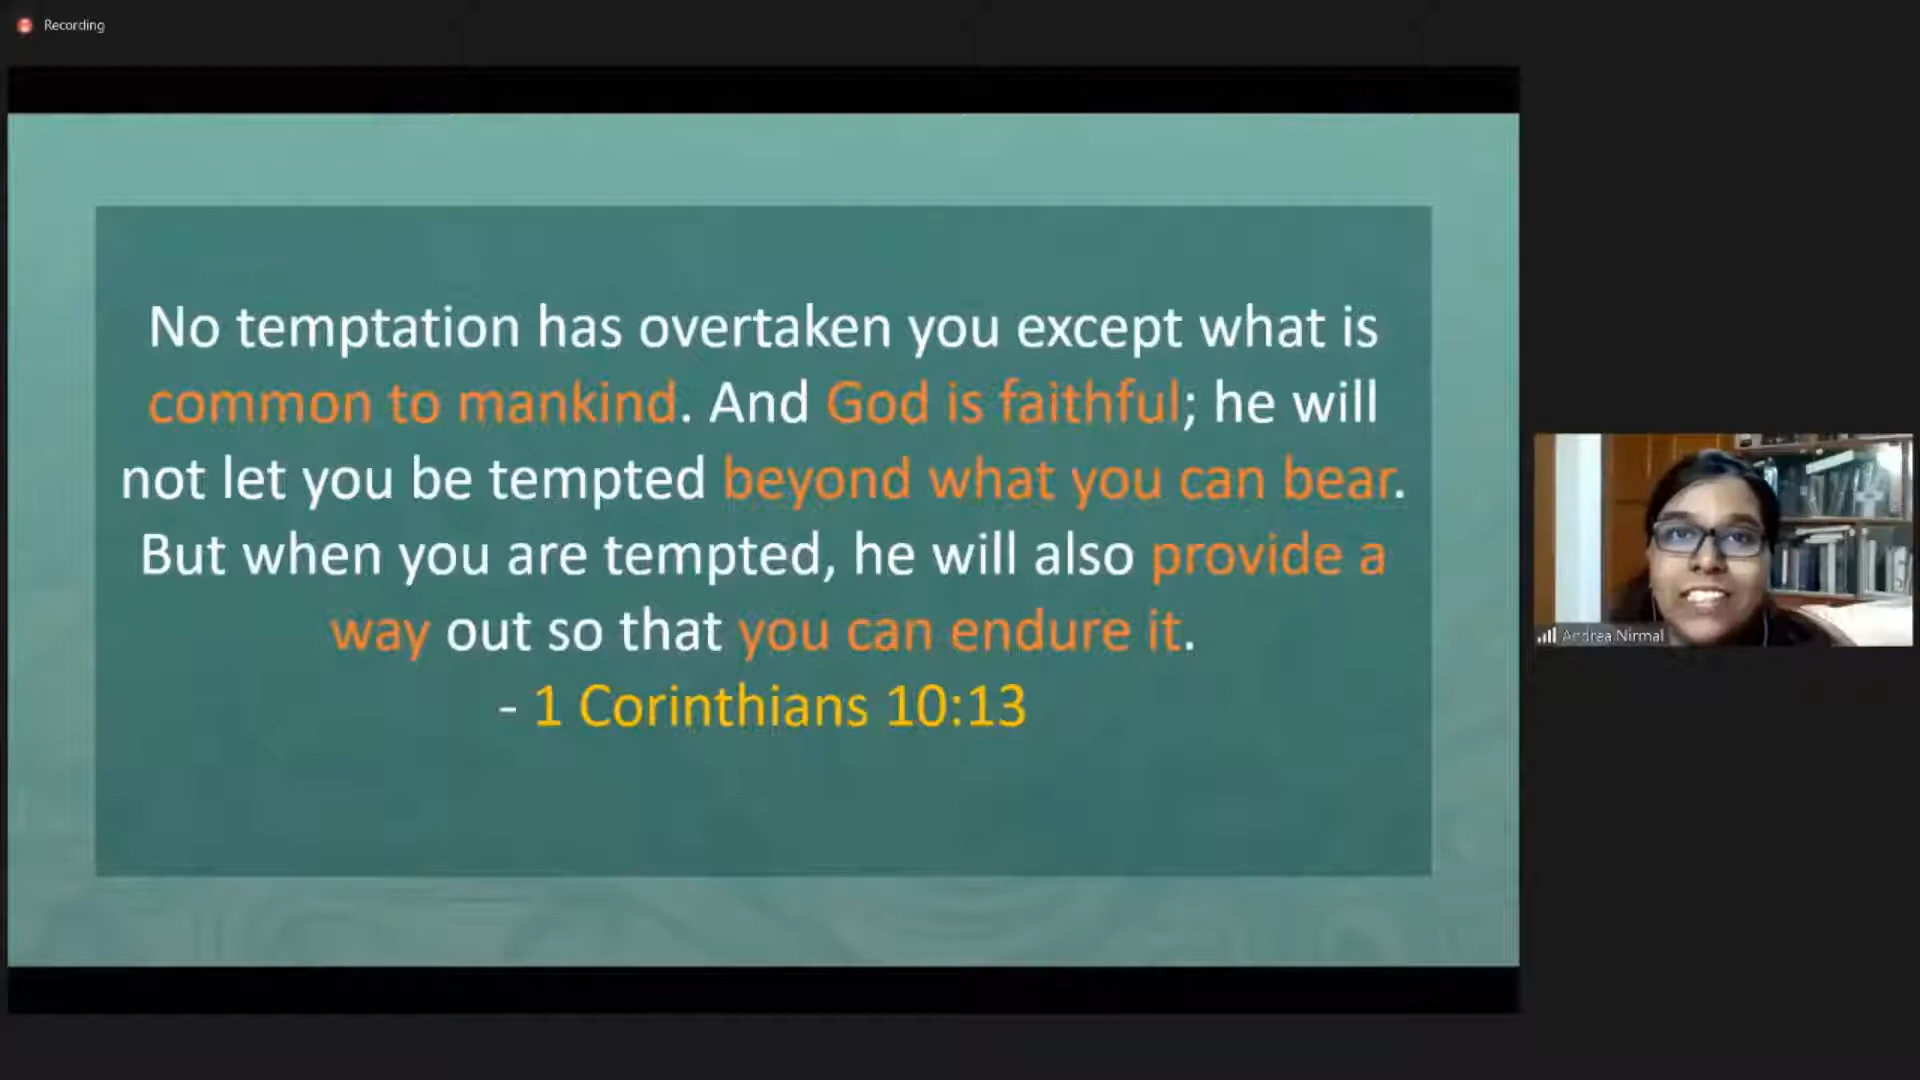 Recording
No temptation has overtaken you except what is
common to mankind. And God is faithful; he will
not let you be tempted beyond what you can bear.
But when you are tempted, he will also provide a
way out so that you can endure it.
- 1 Corinthians 10:13
Andrea Nirmal